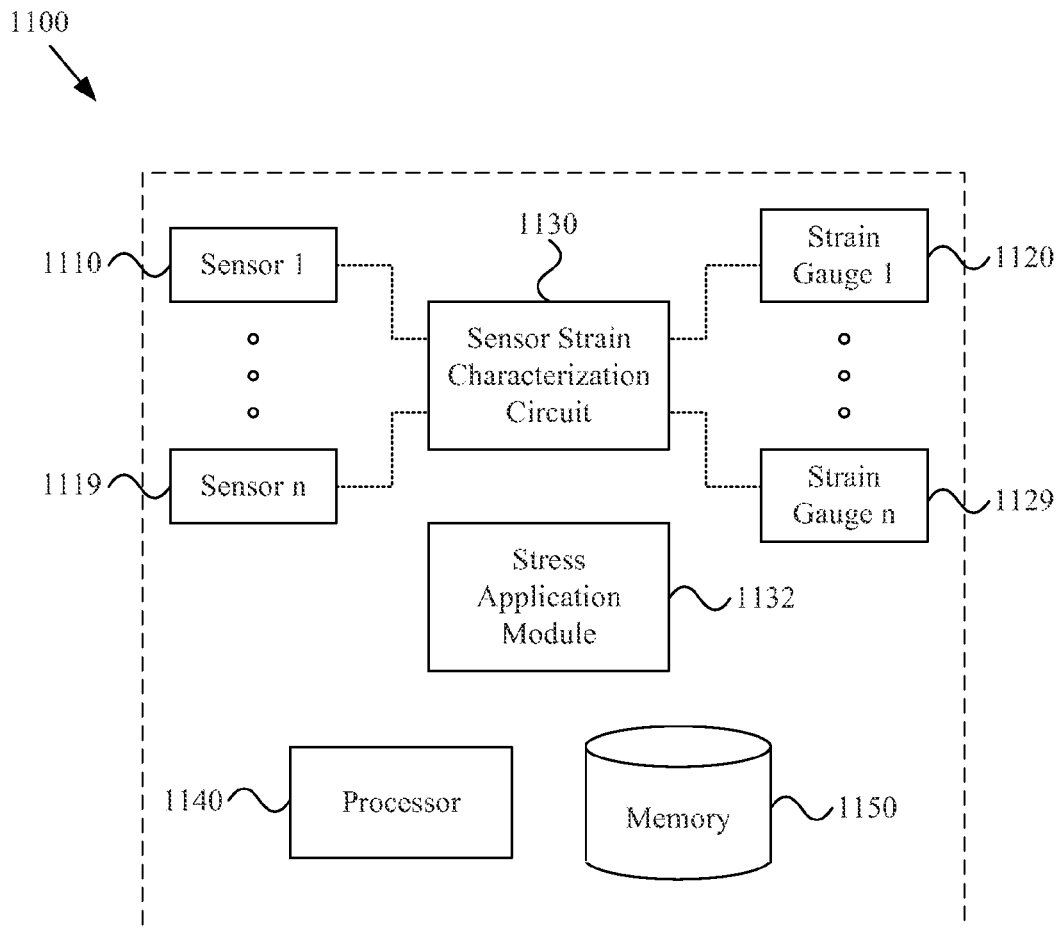 1100
1130
1110
Sensor 1
Strain
Gauge 1
1120
Sensor Strain
Characterization
Circuit
1119
Sensor n
Strain
Gauge n
1129
Stress
Application
Module
1132
1140
Processor
Memory
1150